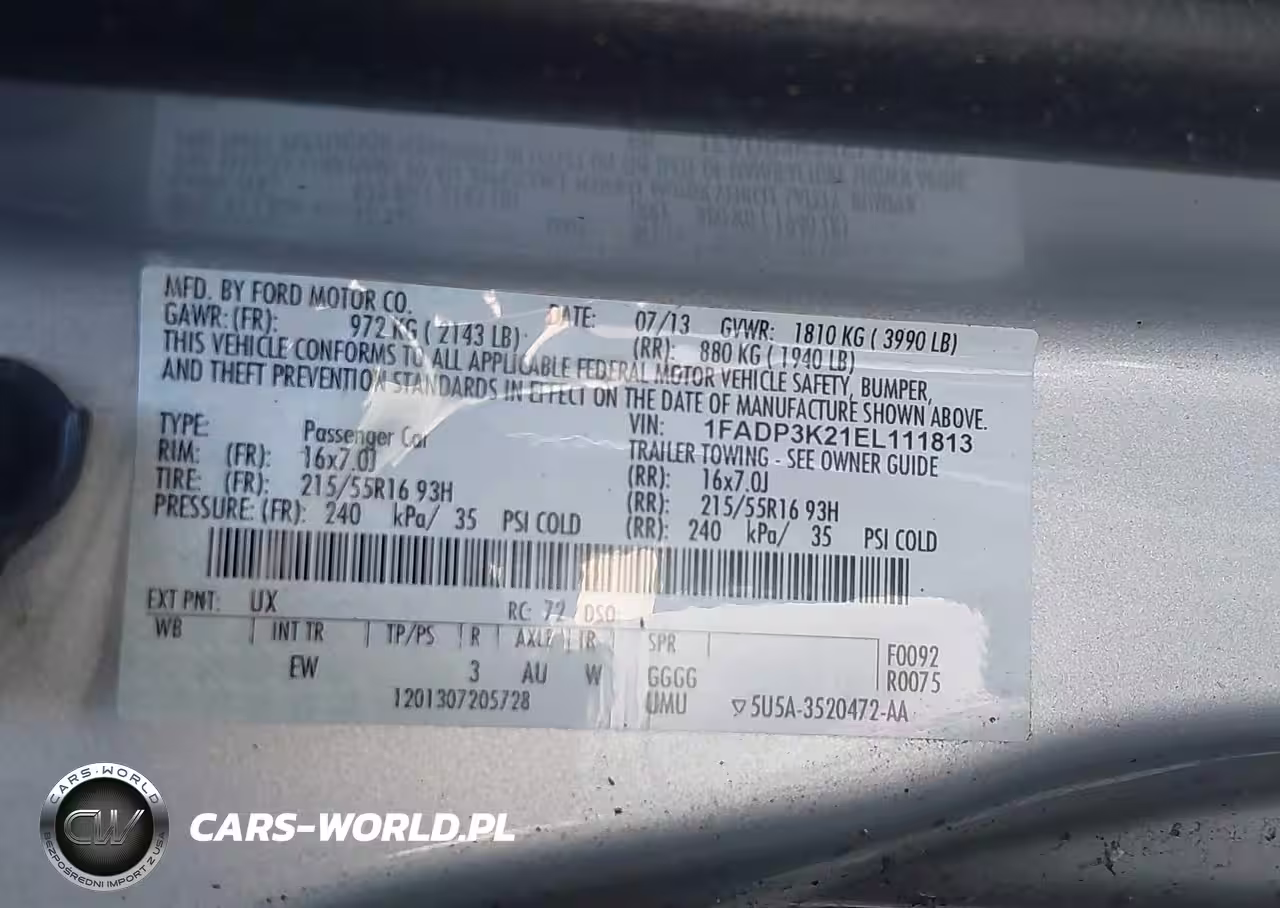 MFD. BY FORD MOTOR CO. DATE: 07/13 GVWR: 1810 KG ( 3990 LB)
GAWR: (FR): 972 KG ( 2143 LB) (RR): 880 KG ( 1940 LB)
THIS VEHICLE CONFORMS TO ALL APPLICABLE FEDERAL MOTOR VEHICLE SAFETY, BUMPER,
AND THEFT PREVENTION STANDARDS IN EFFECT ON THE DATE OF MANUFACTURE SHOWN ABOVE.
VIN: 1FADP3K21EL111813
TYPE: Passenger Car TRAILER TOWING - SEE OWNER GUIDE
RIM: (FR): 16x7.0J (RR): 16x7.0J
TIRE: (FR): 215/55R16 93H (RR): 215/55R16 93H
PRESSURE: (FR): 240 kPa/ 35 PSI COLD (RR): 240 kPa/ 35 PSI COLD
EXT PNT: UX RC: 72 DSO:
WB INT TR TP/PS R AXLE TR SPR
EW 3 AU W GGGG F0092
R0075
1201307205728 UMU 5U5A-3520472-AA
CARS-WORLD
CW
BEZPOŚREDNI IMPORT Z USA
CARS-WORLD.PL